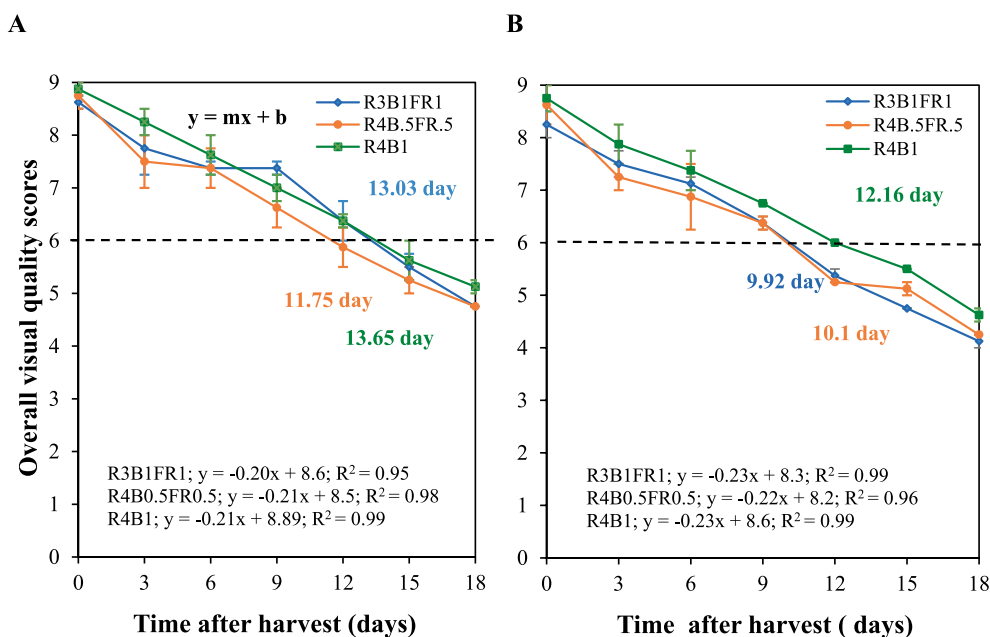 A
Overall visual quality scores
9
8
7
6
5
4
3
2
1
0
R3B1FR1
R4B.5FR.5
R4B1
y = mx + b
13.03 day
11.75 day
13.65 day
R3B1FR1; y = -0.20x + 8.6; R² = 0.95
R4B0.5FR0.5; y = -0.21x + 8.5; R² = 0.98
R4B1; y = -0.21x + 8.89; R² = 0.99
0 3 6 9 12 15 18
Time after harvest (days)
B
9
8
7
6
5
4
3
2
1
0
R3B1FR1
R4B.5FR.5
R4B1
12.16 day
9.92 day
10.1 day
R3B1FR1; y = -0.23x + 8.3; R² = 0.99
R4B0.5FR0.5; y = -0.22x + 8.2; R² = 0.96
R4B1; y = -0.23x + 8.6; R² = 0.99
0 3 6 9 12 15 18
Time after harvest ( days)